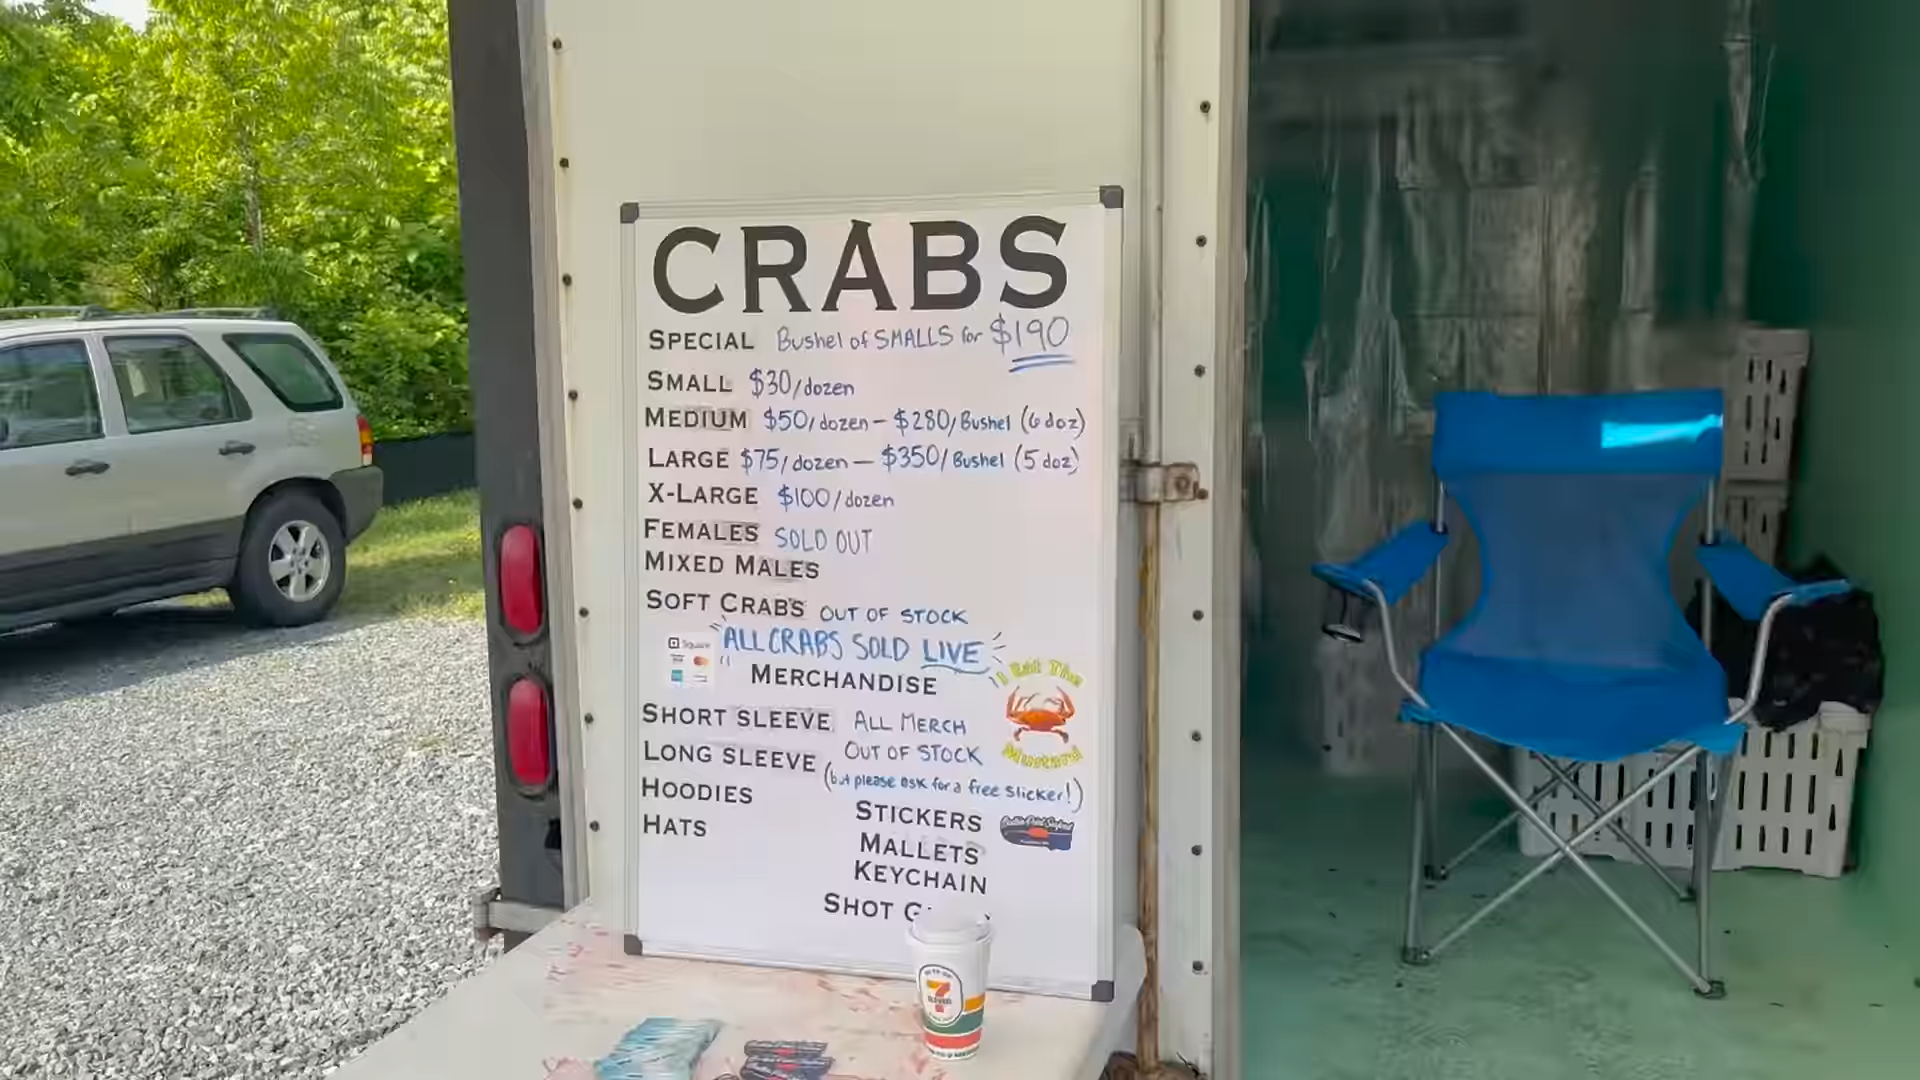 CRABS
SPECIAL Bushel of SMALLS for $190
SMALL $30/dozen
MEDIUM $50/dozen - $280/Bushel (6 doz)
LARGE $75/dozen - $350/Bushel (5 doz)
X-LARGE $100/dozen
FEMALES SOLD OUT
MIXED MALES
SOFT CRABS OUT OF STOCK
"ALL CRABS SOLD LIVE"
Square
MERCHANDISE
I Eat The
Mustard
SHORT SLEEVE ALL MERCH
LONG SLEEVE OUT OF STOCK
(but please ask for a free sticker!)
HOODIES
HATS
STICKERS
MALLETS
KEYCHAIN
SHOT
7
ELEVEN